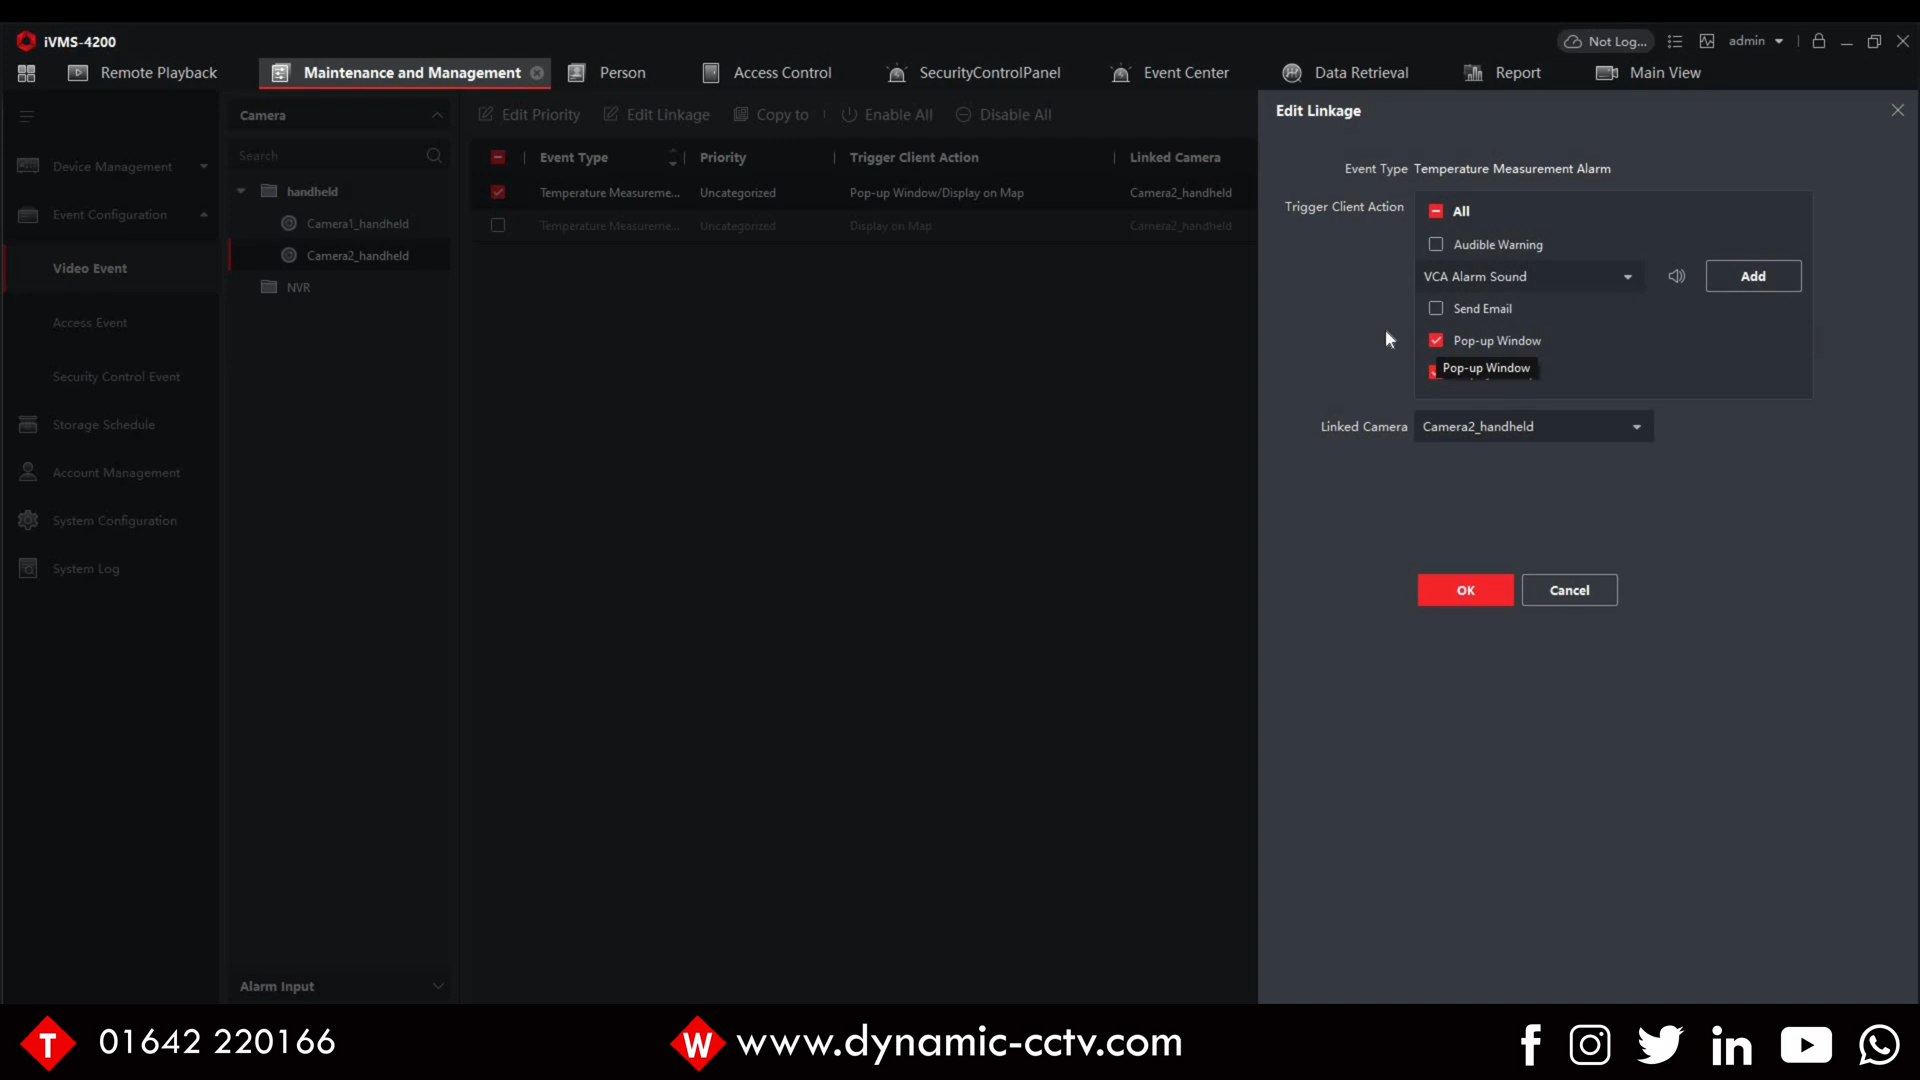 iVMS-4200
Not Log...
admin
Remote Playback
Maintenance and Management
Person
Access Control
SecurityControlPanel
Event Center
Data Retrieval
Report
Main View
Device Management
Event Configuration
Video Event
Access Event
Security Control Event
Storage Schedule
Account Management
System Configuration
System Log
Camera
Search
handheld
Camera1_handheld
Camera2_handheld
NVR
Alarm Input
Edit Priority
Edit Linkage
Copy to
Enable All
Disable All
Event Type
Priority
Trigger Client Action
Linked Camera
Temperature Measureme...
Uncategorized
Pop-up Window/Display on Map
Camera2_handheld
Temperature Measureme...
Uncategorized
Display on Map
Camera2_handheld
Edit Linkage
Event Type Temperature Measurement Alarm
Trigger Client Action
All
Audible Warning
VCA Alarm Sound
Add
Send Email
Pop-up Window
Pop-up Window
Linked Camera
Camera2_handheld
OK
Cancel
T 01642 220166
W www.dynamic-cctv.com